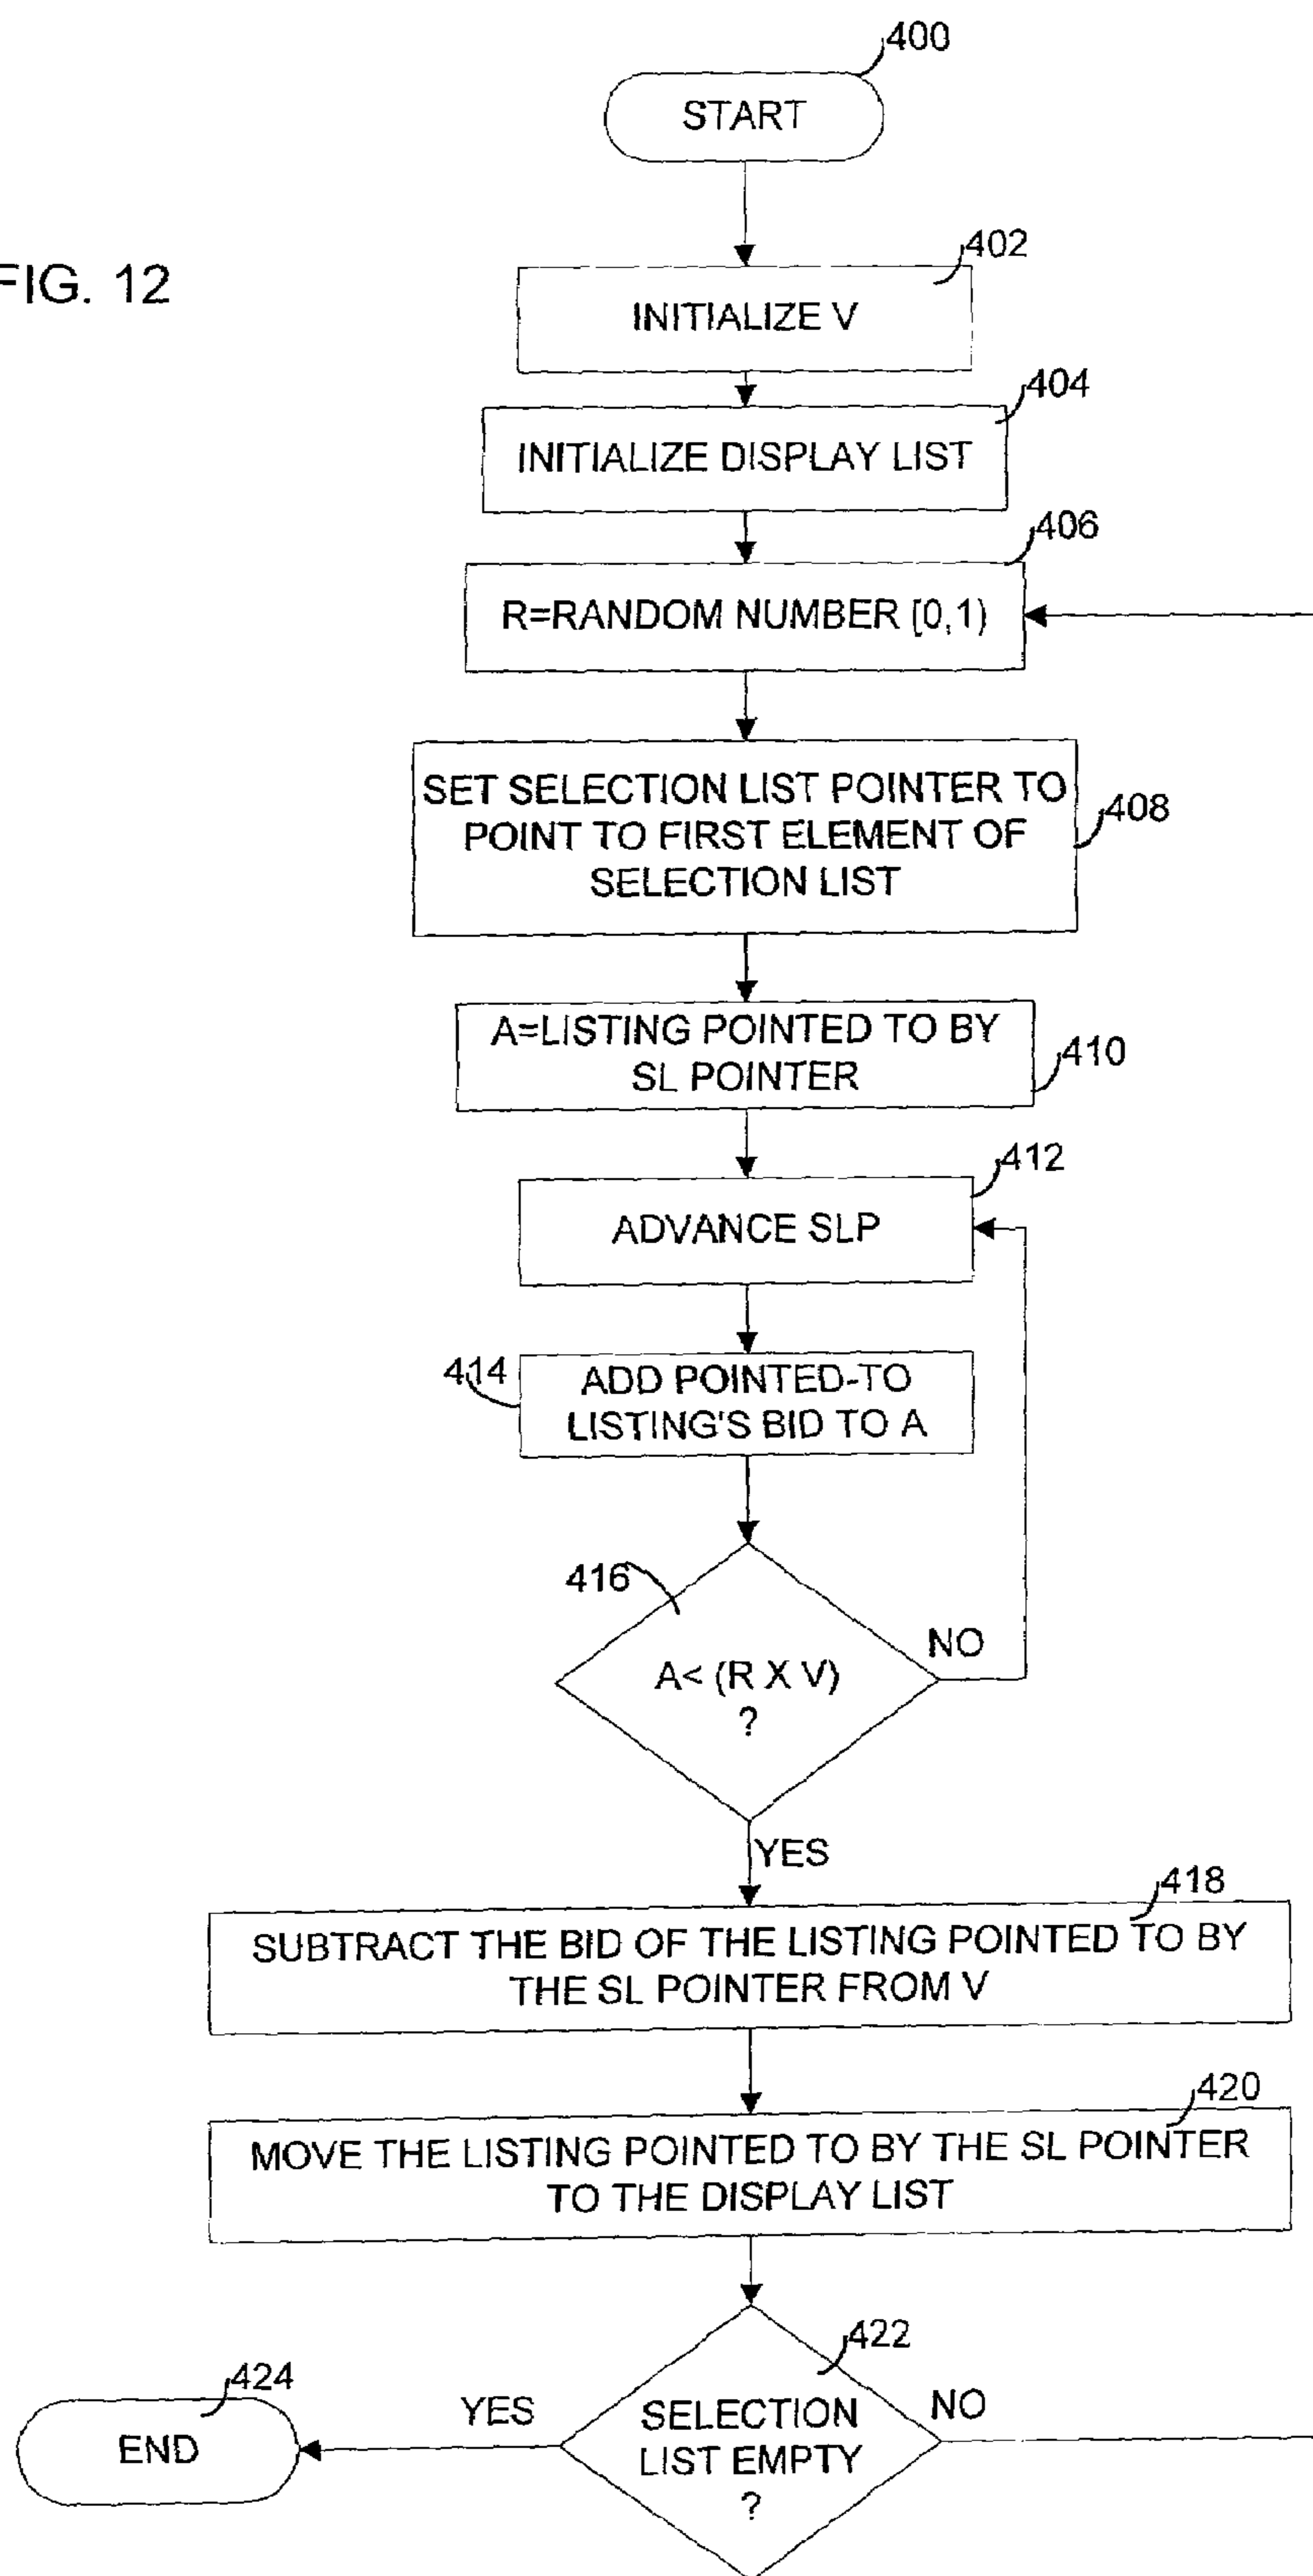 400
START
FIG. 12
402
INITIALIZE V
404
INITIALIZE DISPLAY LIST
406
R=RANDOM NUMBER [0,1)
SET SELECTION LIST POINTER TO
POINT TO FIRST ELEMENT OF
SELECTION LIST
408
A=LISTING POINTED TO BY
SL POINTER
410
412
ADVANCE SLP
414
ADD POINTED-TO
LISTING'S BID TO A
416
NO
A< (R X V)
?
YES
418
SUBTRACT THE BID OF THE LISTING POINTED TO BY
THE SL POINTER FROM V
420
MOVE THE LISTING POINTED TO BY THE SL POINTER
TO THE DISPLAY LIST
422
424
END
YES
SELECTION
LIST EMPTY
?
NO